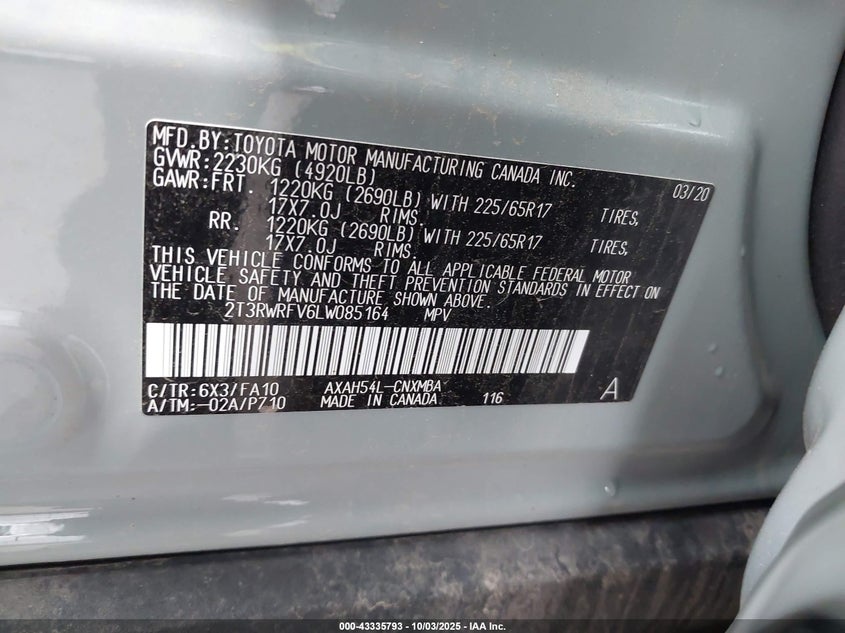 MFD.BY:TOYOTA MOTOR MANUFACTURING CANADA INC.
GVWR:2230KG (4920LB) 03/20
GAWR:FRT. 1220KG (2690LB) WITH 225/65R17 TIRES,
17X7.0J RIMS.
RR. 1220KG (2690LB) WITH 225/65R17 TIRES,
17X7.0J RIMS.
THIS VEHICLE CONFORMS TO ALL APPLICABLE FEDERAL MOTOR
VEHICLE SAFETY AND THEFT PREVENTION STANDARDS IN EFFECT ON
THE DATE OF MANUFACTURE SHOWN ABOVE.
2T3RWRFV6LW085164 MPV
C/TR:6X3/FA10 AXAH54L-CNXMBA A
A/TM:-02A/P710 MADE IN CANADA 116
000-43335793 - 10/03/2025 - IAA Inc.